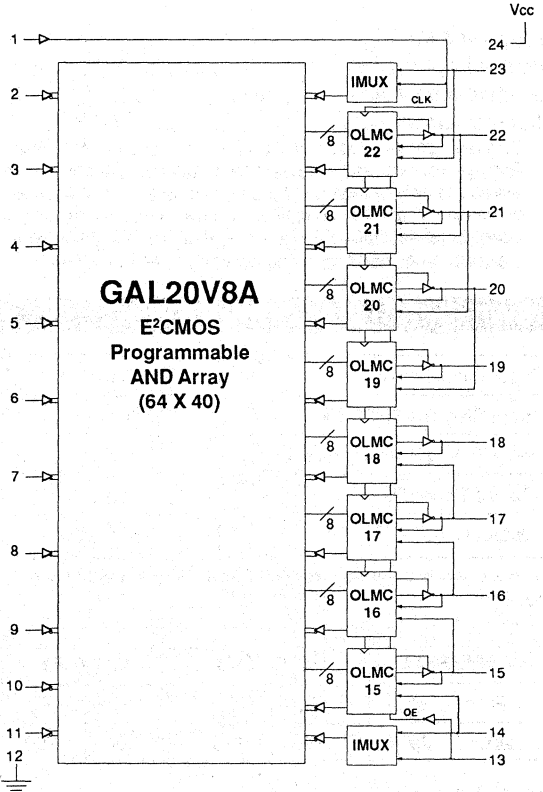 Vcc
1
24
23
IMUX
2
CLK
8
OLMC
22
22
3
8
OLMC
21
21
4
GAL20V8A
E²CMOS
Programmable
AND Array
(64 X 40)
8
OLMC
20
20
5
8
OLMC
19
19
6
8
OLMC
18
18
7
8
OLMC
17
17
8
8
OLMC
16
16
9
8
OLMC
15
15
10
OE
11
14
IMUX
12
13